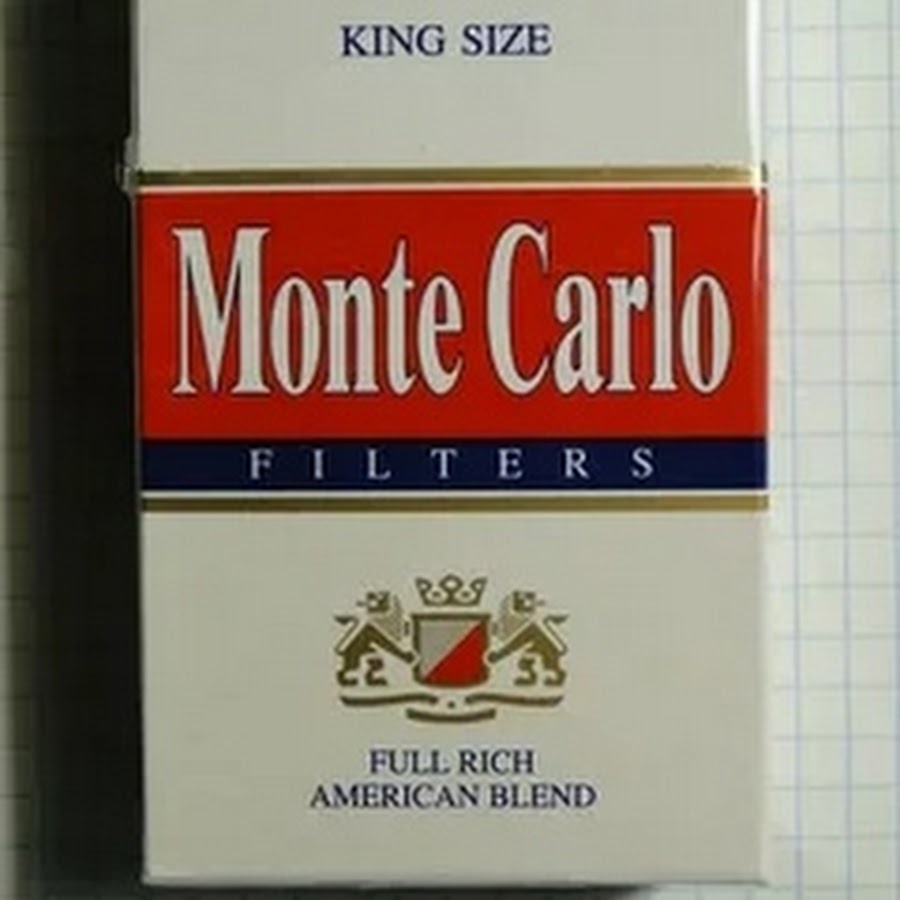 KING SIZE
Monte Carlo
FILTERS
FULL RICH
AMERICAN BLEND